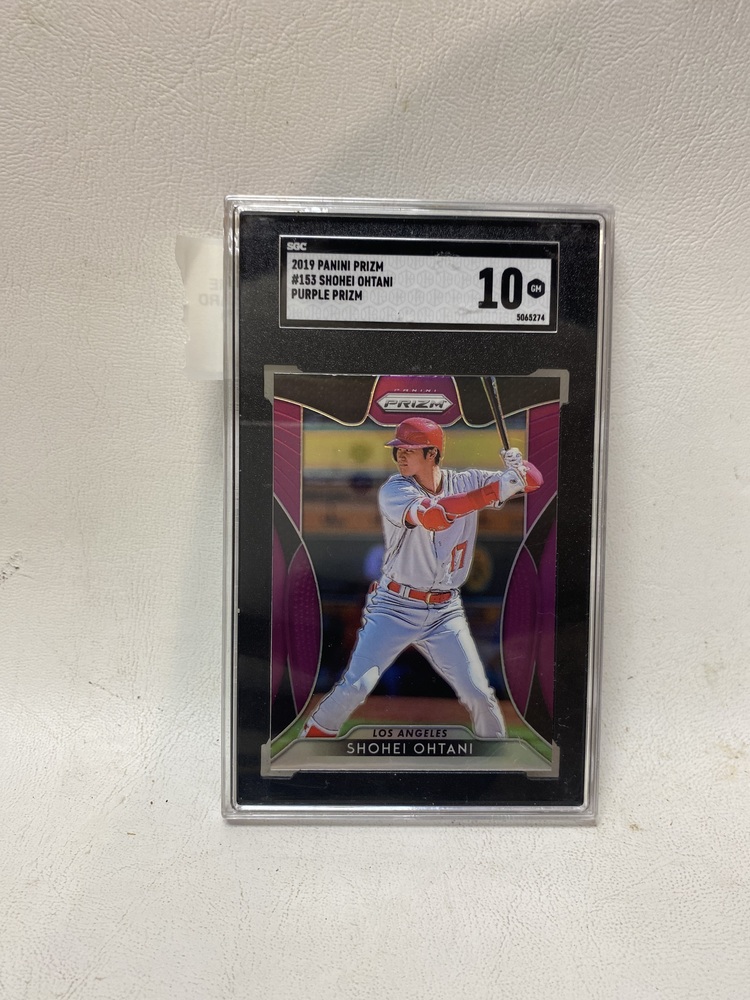 SGC
2019 PANINI PRIZM
#153 SHOHEI OHTANI
PURPLE PRIZM
10 GM
5065274
PANINI
PRIZM
17
LOS ANGELES
SHOHEI OHTANI